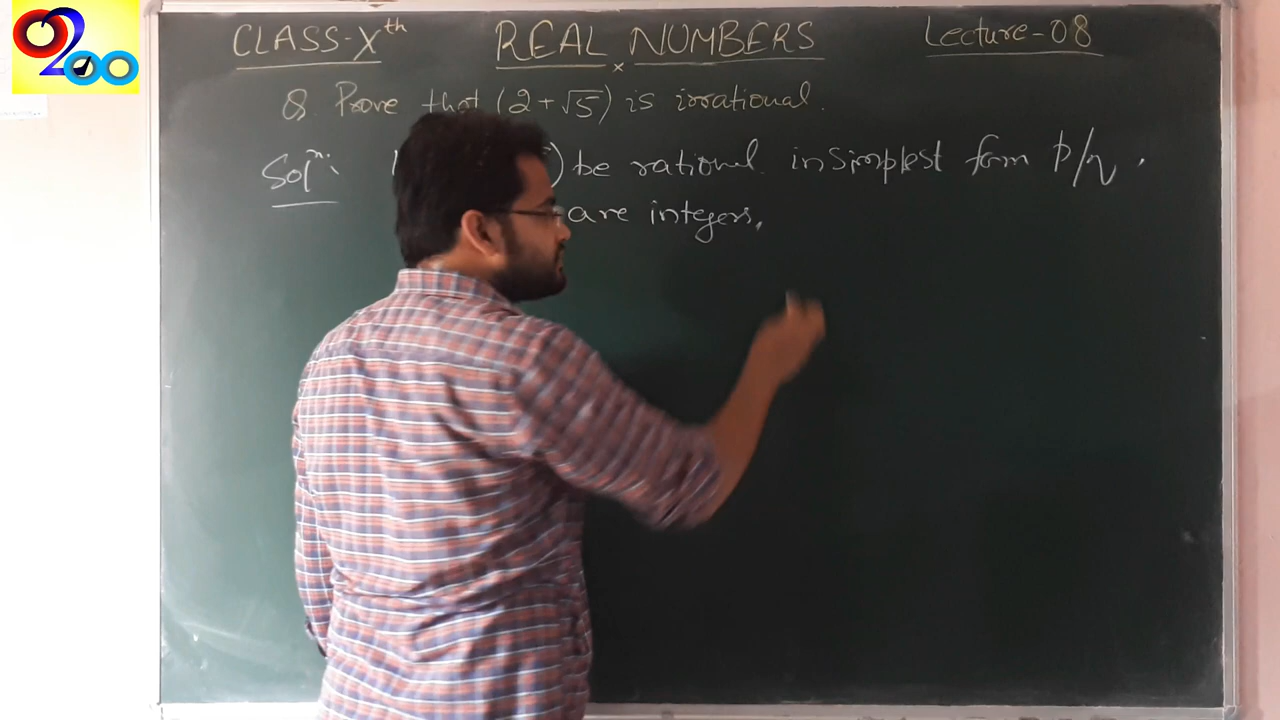 0200
CLASS-Xth REAL NUMBERS Lecture-08
Q. Prove that (2+√5) is irrational.
Solⁿ: ) be rational in simplest form p/q,
are integers,